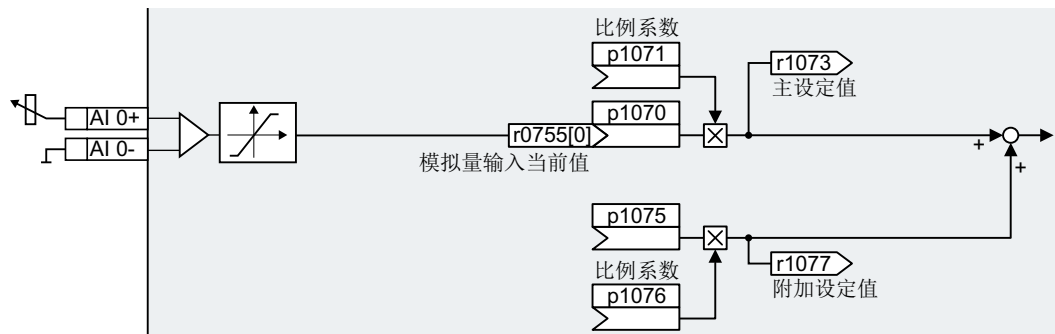 比例系数
p1071
r1073
主设定值
AI 0+
p1070
r0755[0]
AI 0-
模拟量输入当前值
+
+
p1075
r1077
比例系数
附加设定值
p1076